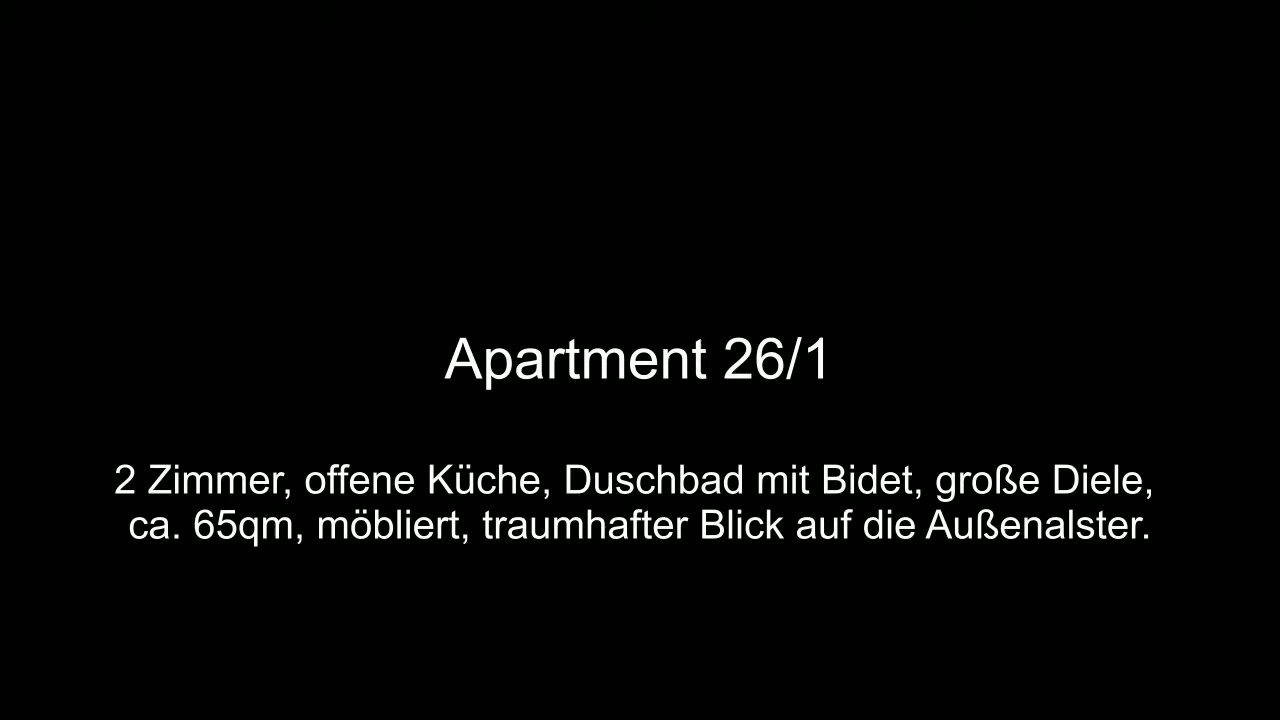 Apartment 26/1
2 Zimmer, offene Küche, Duschbad mit Bidet, große Diele,
ca. 65qm, möbliert, traumhafter Blick auf die Außenalster.